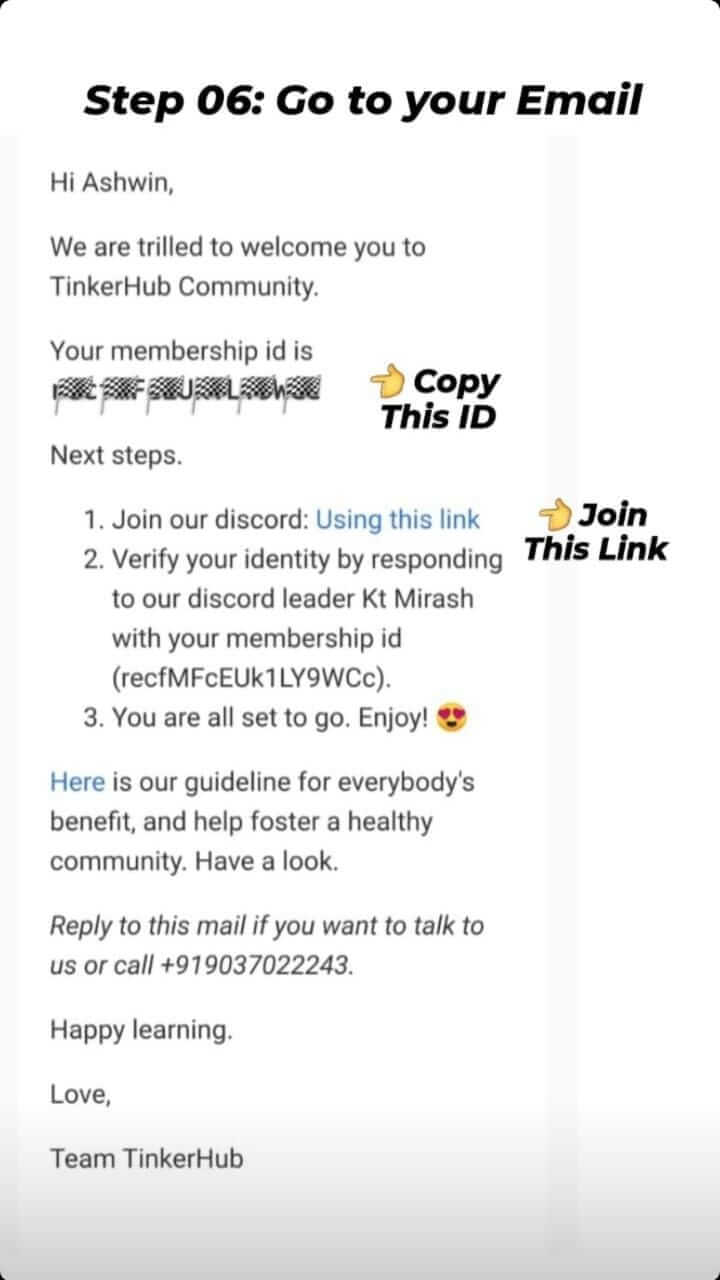 Step 06: Go to your Email
Hi Ashwin,
We are trilled to welcome you to
TinkerHub Community.
Your membership id is
👈 Copy
This ID
Next steps.
1. Join our discord: Using this link
👈 Join
This Link
2. Verify your identity by responding
to our discord leader Kt Mirash
with your membership id
(recfMFcEUk1LY9WCc).
3. You are all set to go. Enjoy! 😍
Here is our guideline for everybody's
benefit, and help foster a healthy
community. Have a look.
Reply to this mail if you want to talk to
us or call +919037022243.
Happy learning.
Love,
Team TinkerHub